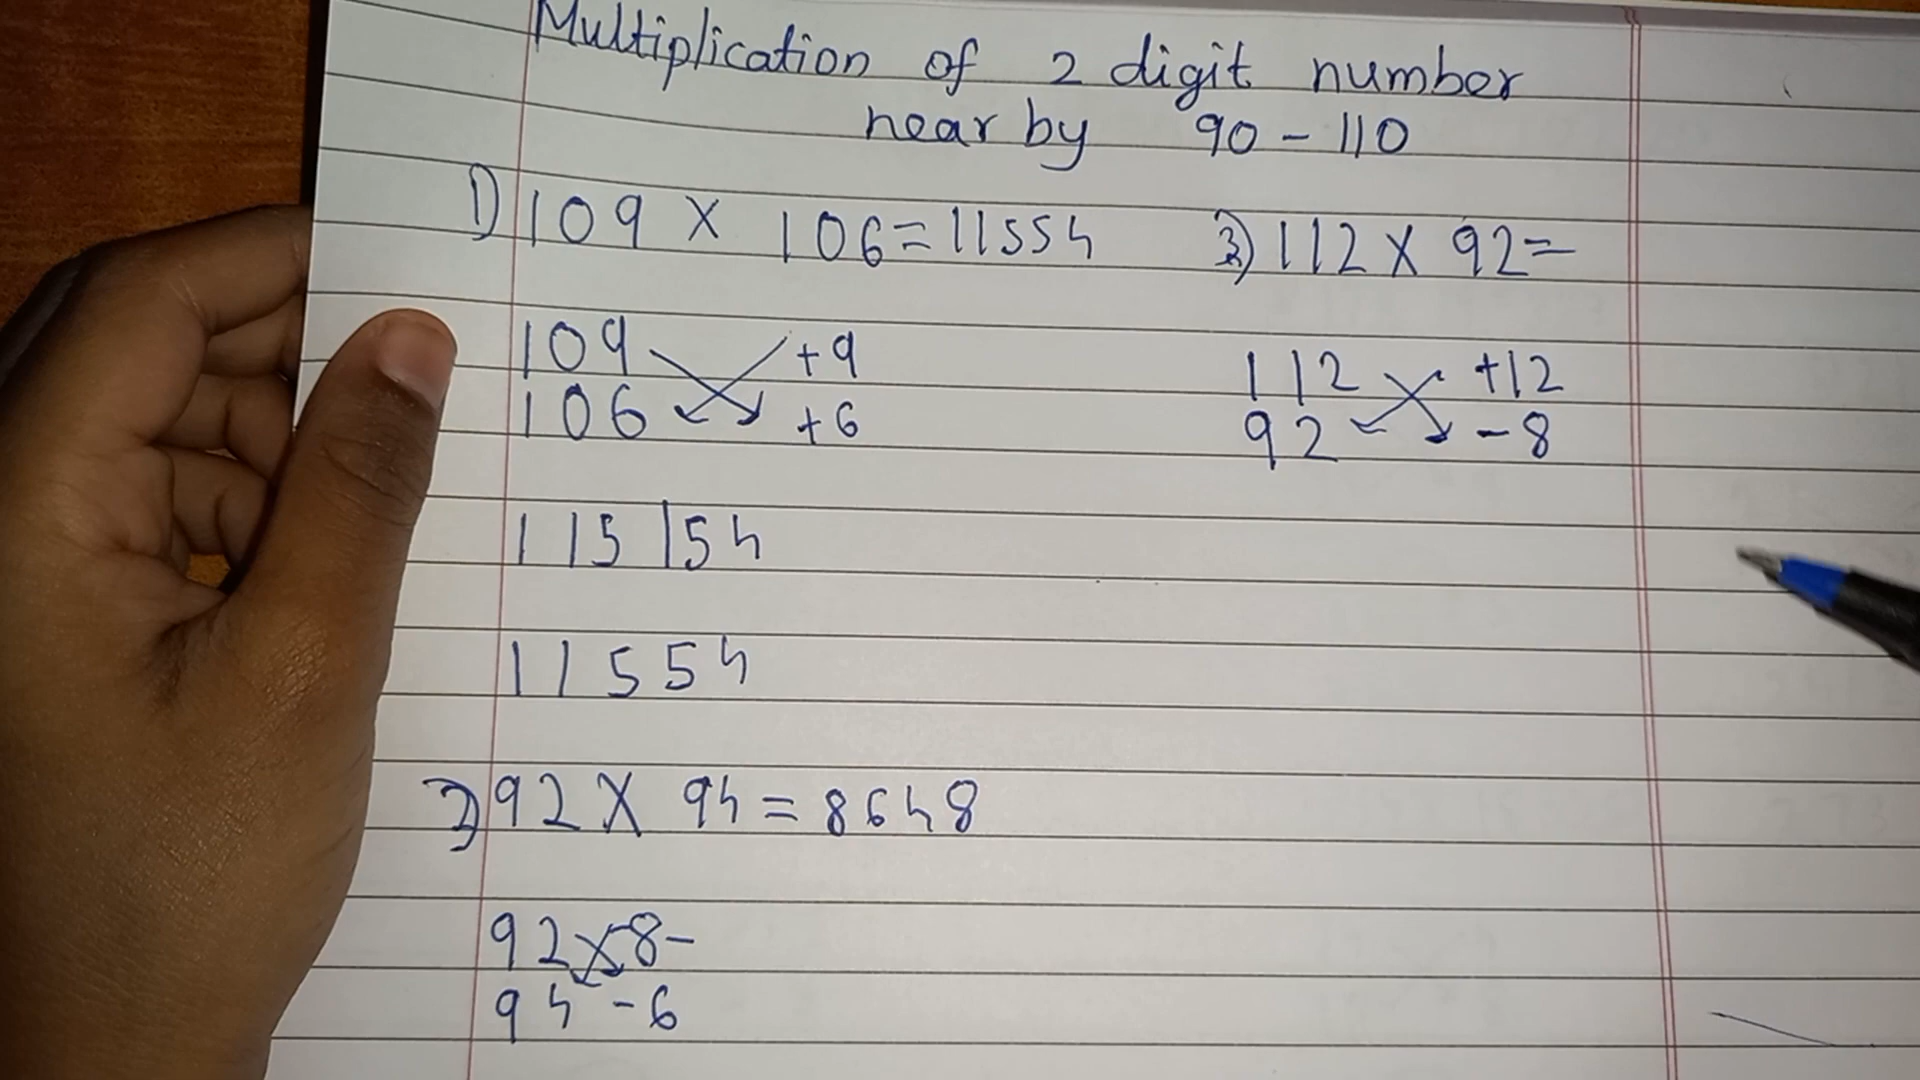 Multiplication of 2 digit number
near by 90 - 110
1) 109 X 106 = 11554
109 +9
106 +6
115 | 54
11554
2) 92 X 94 = 8648
92 8-
94 -6
3) 112 X 92 =
112 +12
92 -8